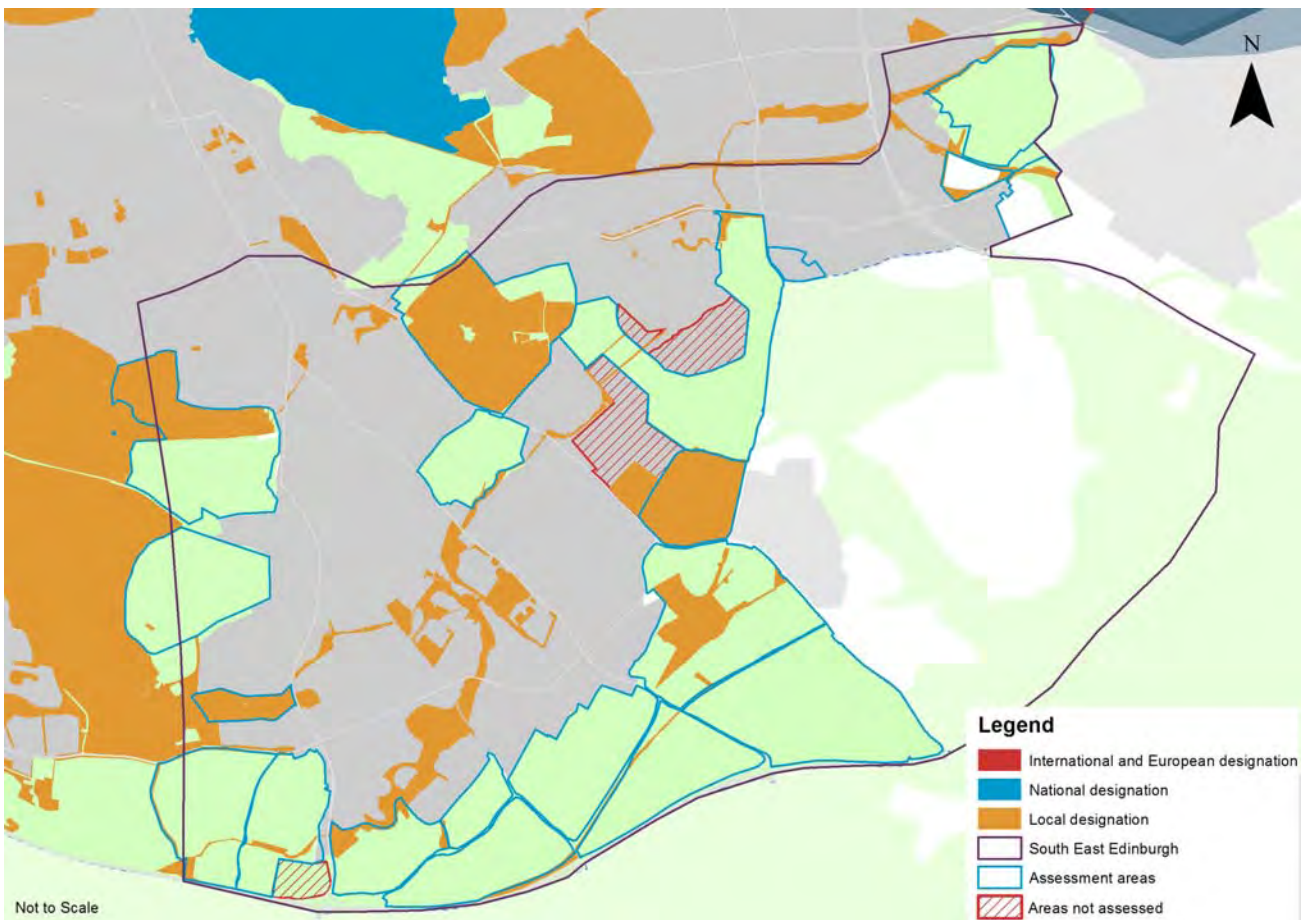 N
Legend
International and European designation
National designation
Local designation
South East Edinburgh
Assessment areas
Areas not assessed
Not to Scale